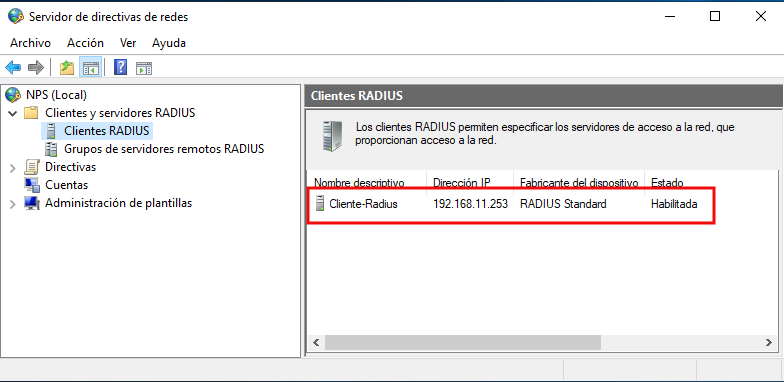 Servidor de directivas de redes
Archivo Acción Ver Ayuda
NPS (Local)
Clientes y servidores RADIUS
Clientes RADIUS
Grupos de servidores remotos RADIUS
Directivas
Cuentas
Administración de plantillas
Clientes RADIUS
Los clientes RADIUS permiten especificar los servidores de acceso a la red, que
proporcionan acceso a la red.
Nombre descriptivo Dirección IP Fabricante del dispositivo Estado
Cliente-Radius 192.168.11.253 RADIUS Standard Habilitada